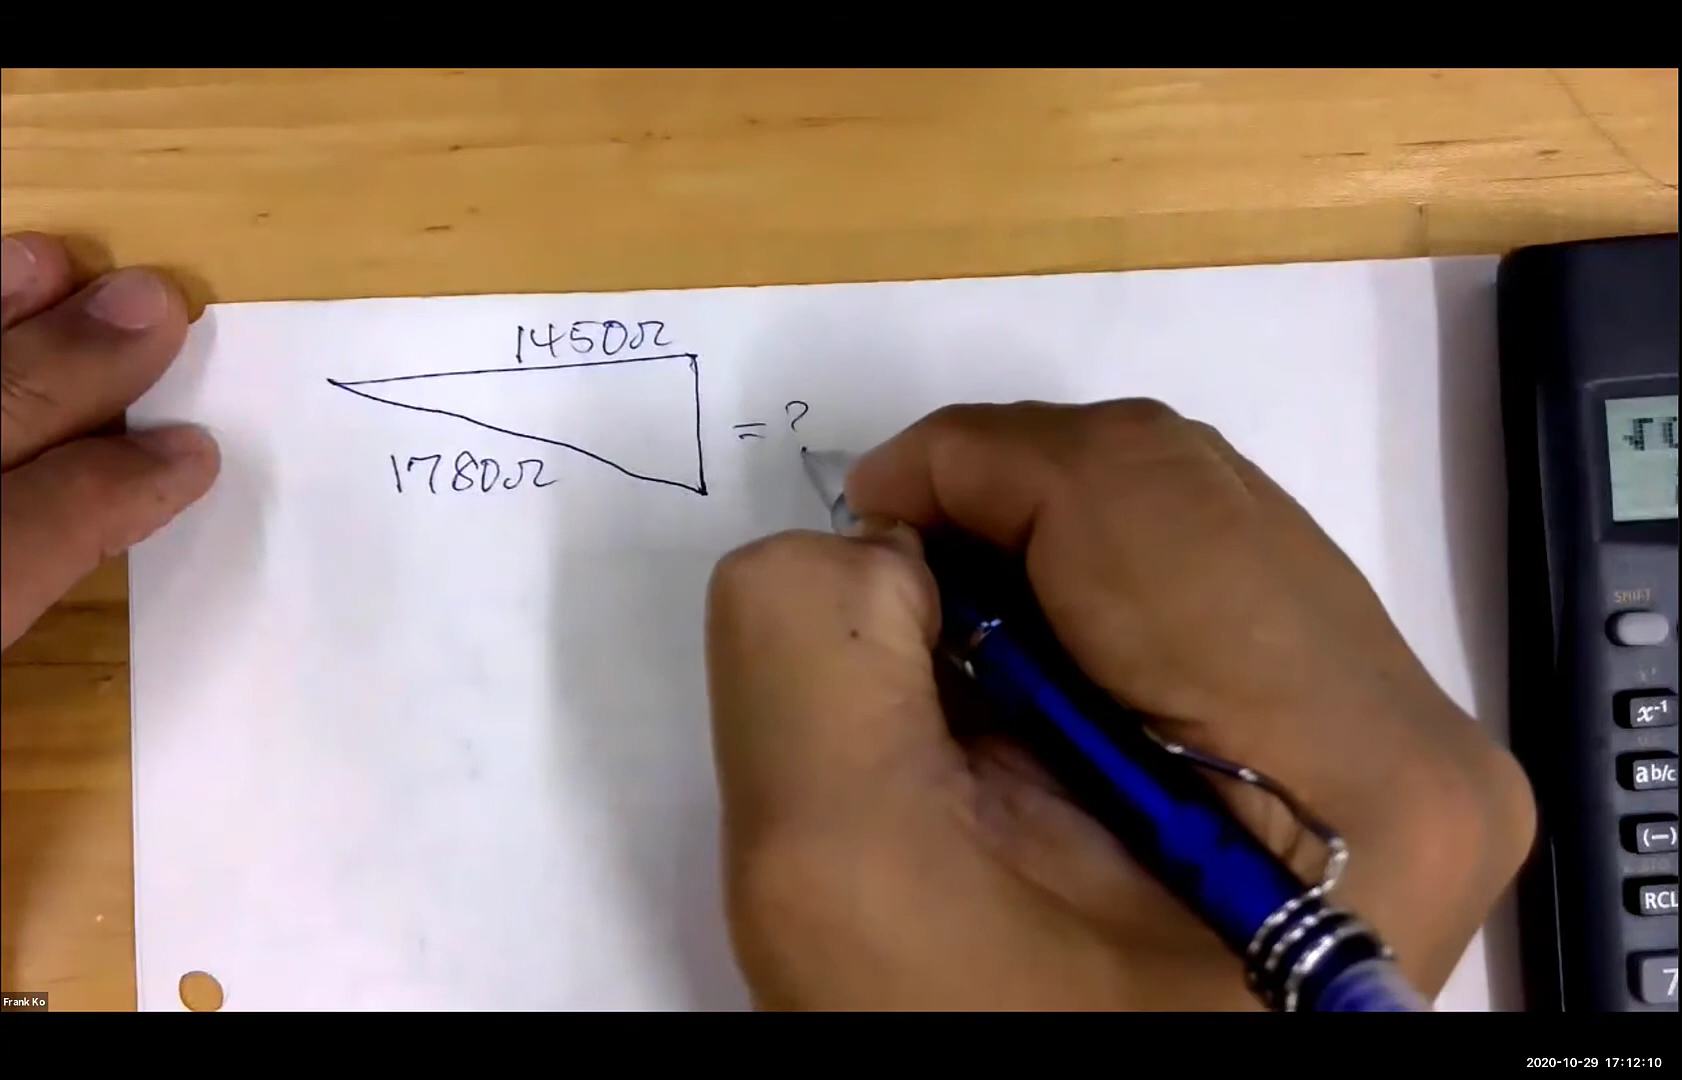 1450Ω
= ?
1780Ω
SHIFT
x⁻¹
a b/c
(−)
RCL
7
Frank Ko
2020-10-29 17:12:10